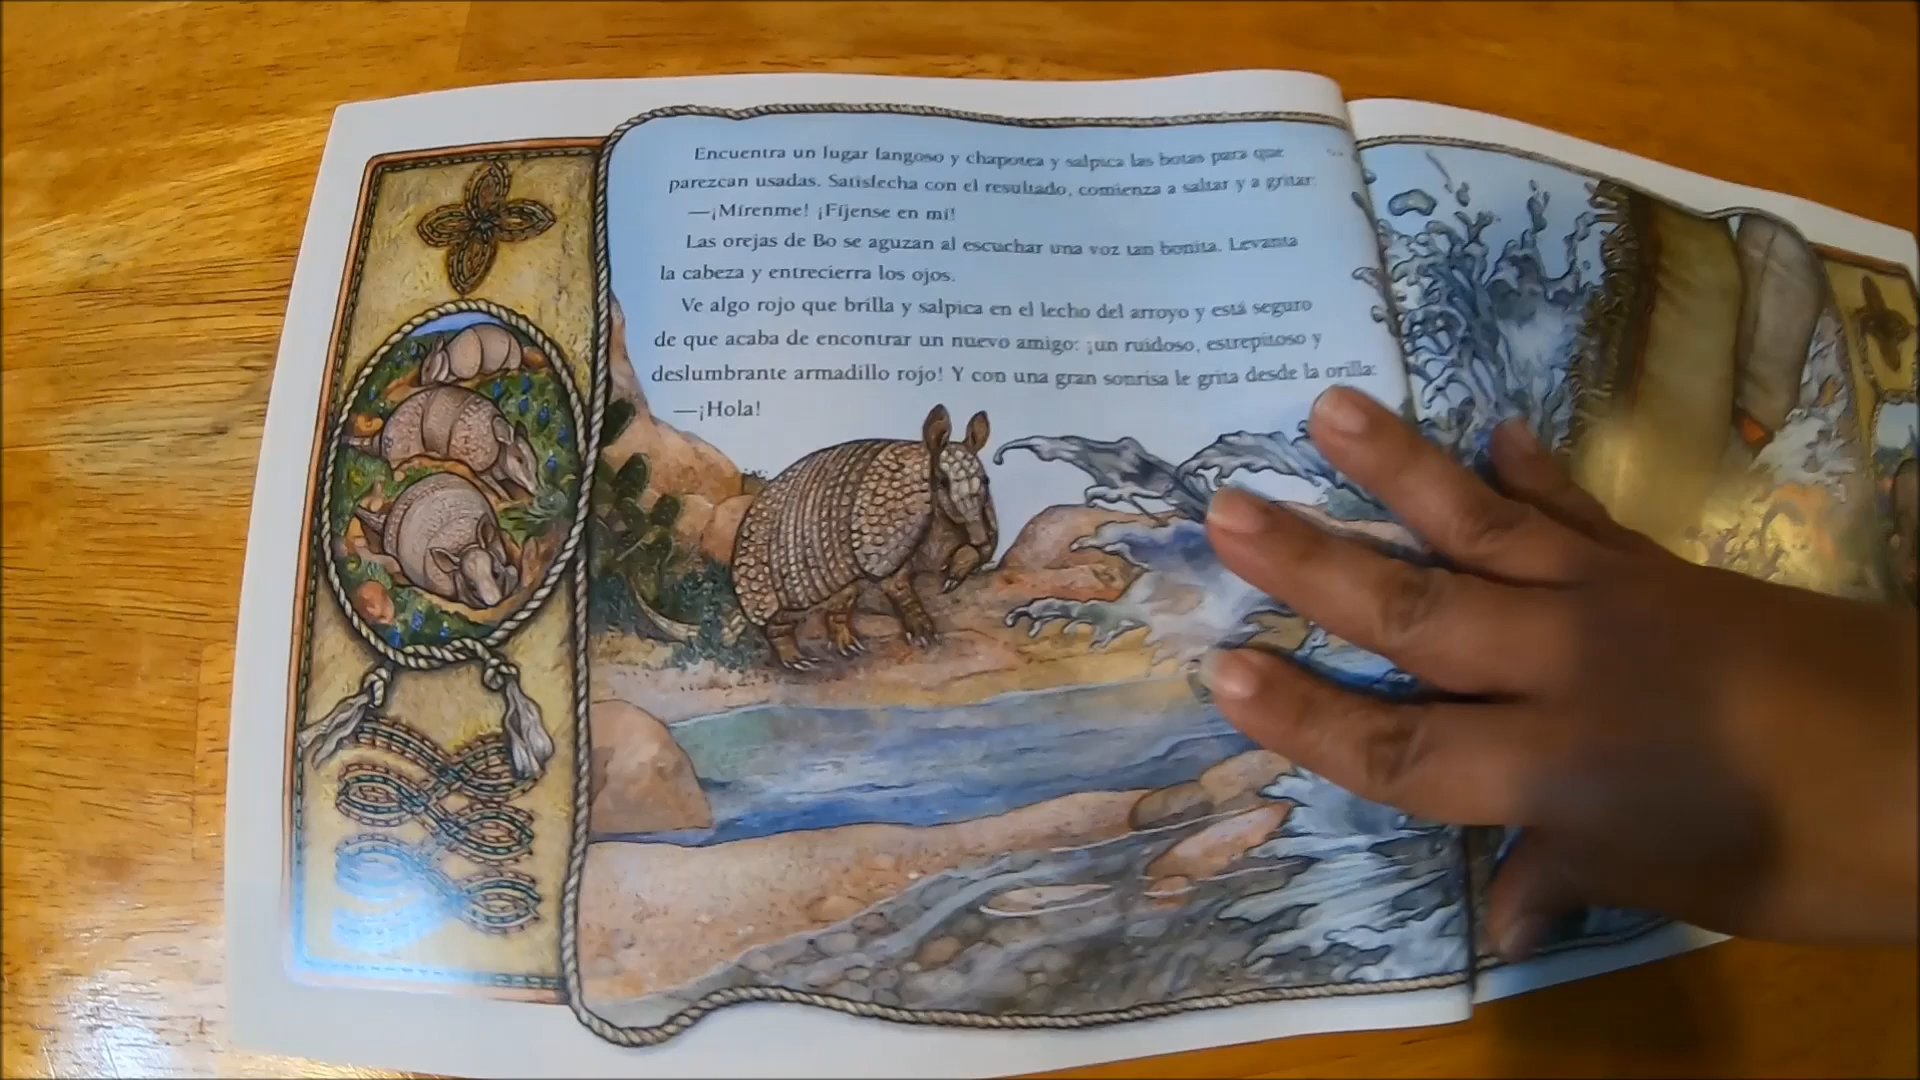 Encuentra un lugar fangoso y chapotea y salpica las botas para que
parezcan usadas. Satisfecha con el resultado, comienza a saltar y a gritar:
—¡Mírenme! ¡Fíjense en mí!
Las orejas de Bo se aguzan al escuchar una voz tan bonita. Levanta
la cabeza y entrecierra los ojos.
Ve algo rojo que brilla y salpica en el lecho del arroyo y está seguro
de que acaba de encontrar un nuevo amigo: ¡un ruidoso, estrepitoso y
deslumbrante armadillo rojo! Y con una gran sonrisa le grita desde la orilla:
—¡Hola!